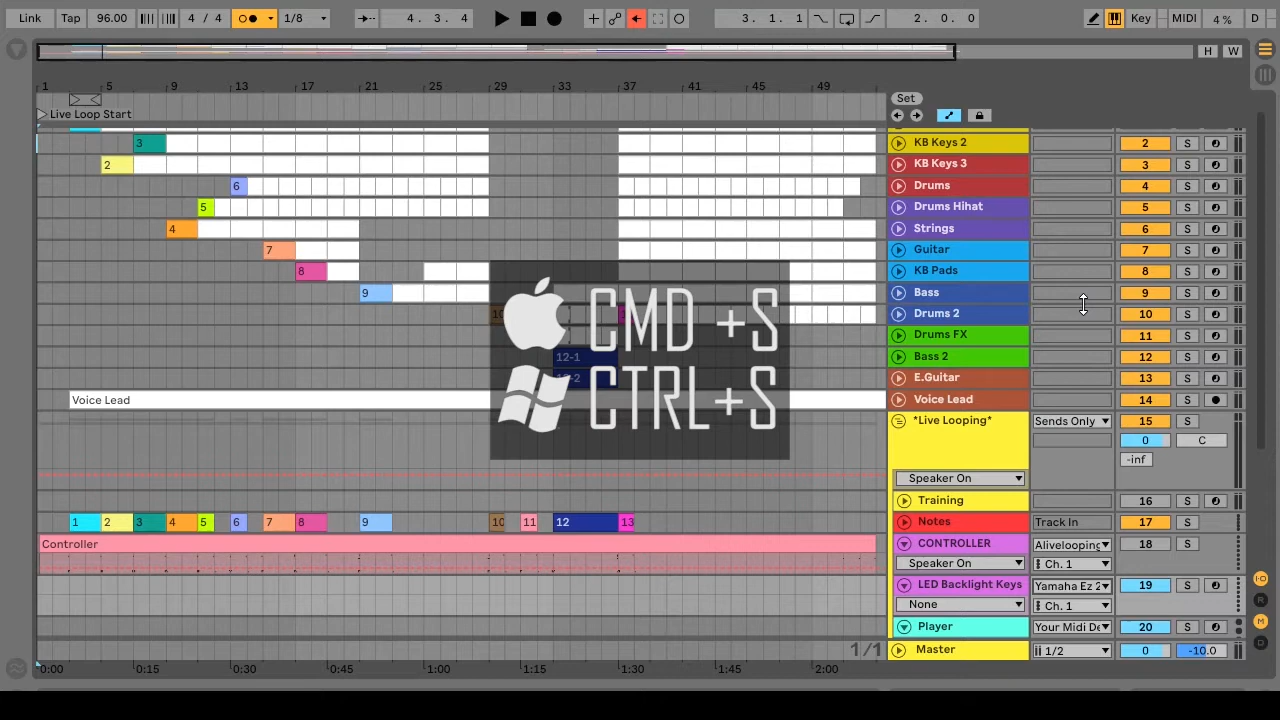 Link Tap 96.00 4 / 4 1/8 4. 3. 4 3. 1. 1 2. 0. 0 Key MIDI 4 % D
H W
1 5 9 13 17 21 25 29 33 37 41 45 49 Set
Live Loop Start
3 KB Keys 2 2 S
2 KB Keys 3 3 S
6 Drums 4 S
5 Drums Hihat 5 S
4 Strings 6 S
7 Guitar 7 S
8 KB Pads 8 S
9 Bass 9 S
10 Drums 2 10 S
Drums FX 11 S
12-1 Bass 2 12 S
E.Guitar 13 S
Voice Lead Voice Lead 14 S
CMD +S
CTRL+S
*Live Looping* Sends Only 15 S
0 C
-inf
Speaker On
Training 16 S
1 2 3 4 5 6 7 8 9 10 11 12 13 Notes Track In 17 S
Controller CONTROLLER Alivelooping 18 S
Speaker On Ch. 1
LED Backlight Keys Yamaha Ez 2 19 S
None Ch. 1
Player Your Midi De 20 S
1/1 Master 1/2 0 -10.0
0:00 0:15 0:30 0:45 1:00 1:15 1:30 1:45 2:00
I·O
R
M
D